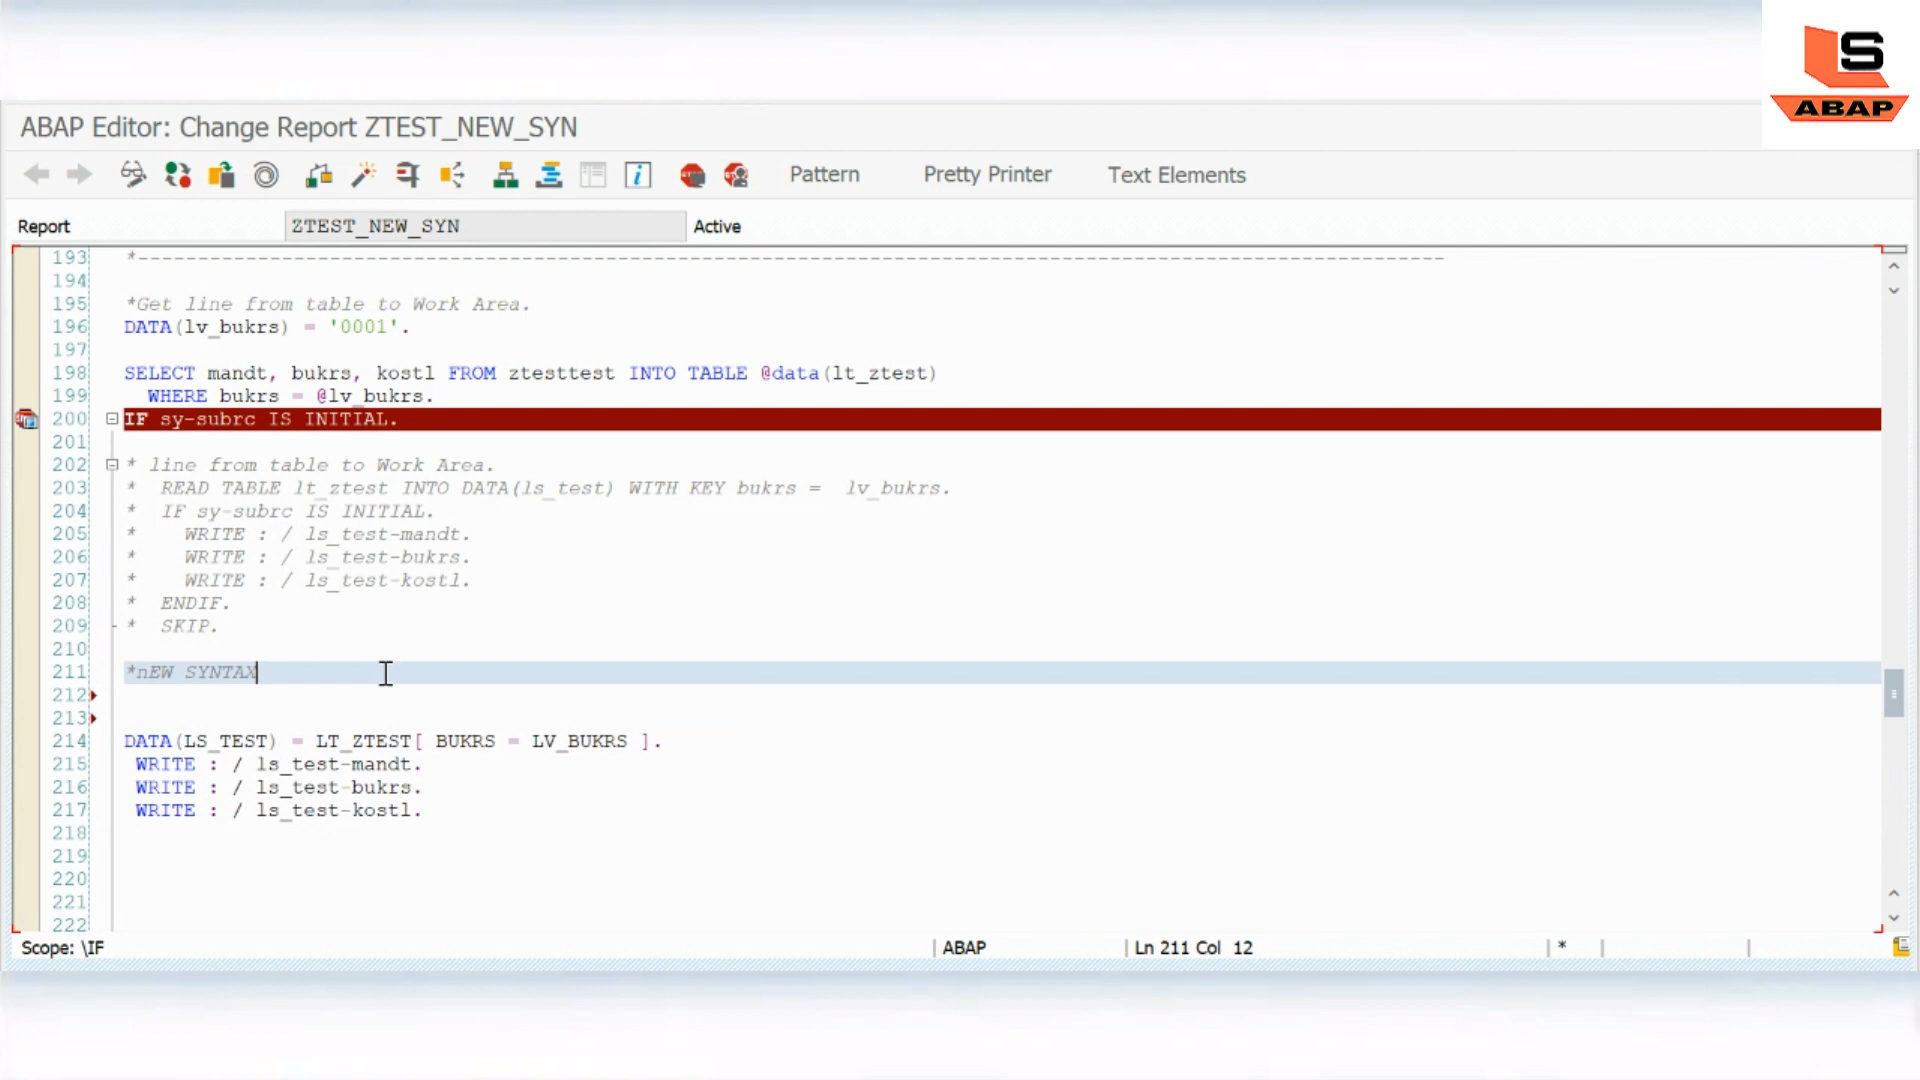 LS
ABAP
ABAP Editor: Change Report ZTEST_NEW_SYN
Pattern Pretty Printer Text Elements
Report ZTEST_NEW_SYN Active
193 *-------------------------------------------------------------------------------------------------------------
194
195 *Get line from table to Work Area.
196 DATA(lv_bukrs) = '0001'.
197
198 SELECT mandt, bukrs, kostl FROM ztesttest INTO TABLE @data(lt_ztest)
199 WHERE bukrs = @lv_bukrs.
200 IF sy-subrc IS INITIAL.
201
202 * line from table to Work Area.
203 * READ TABLE lt_ztest INTO DATA(ls_test) WITH KEY bukrs = lv_bukrs.
204 * IF sy-subrc IS INITIAL.
205 * WRITE : / ls_test-mandt.
206 * WRITE : / ls_test-bukrs.
207 * WRITE : / ls_test-kostl.
208 * ENDIF.
209 * SKIP.
210
211 *nEW SYNTAX
212
213
214 DATA(LS_TEST) = LT_ZTEST[ BUKRS = LV_BUKRS ].
215 WRITE : / ls_test-mandt.
216 WRITE : / ls_test-bukrs.
217 WRITE : / ls_test-kostl.
218
219
220
221
222
Scope: \IF ABAP Ln 211 Col 12 *